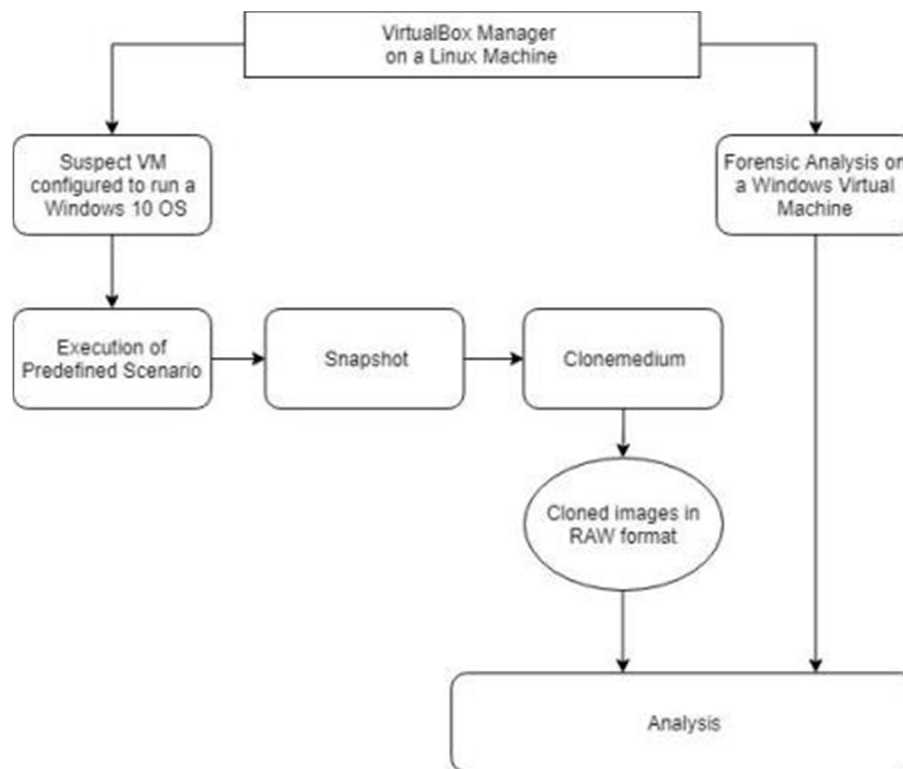 VirtualBox Manager
on a Linux Machine
Suspect VM
configured to run a
Windows 10 OS
Forensic Analysis on
a Windows Virtual
Machine
Execution of
Predefined Scenario
Snapshot
Clonemedium
Cloned images in
RAW format
Analysis